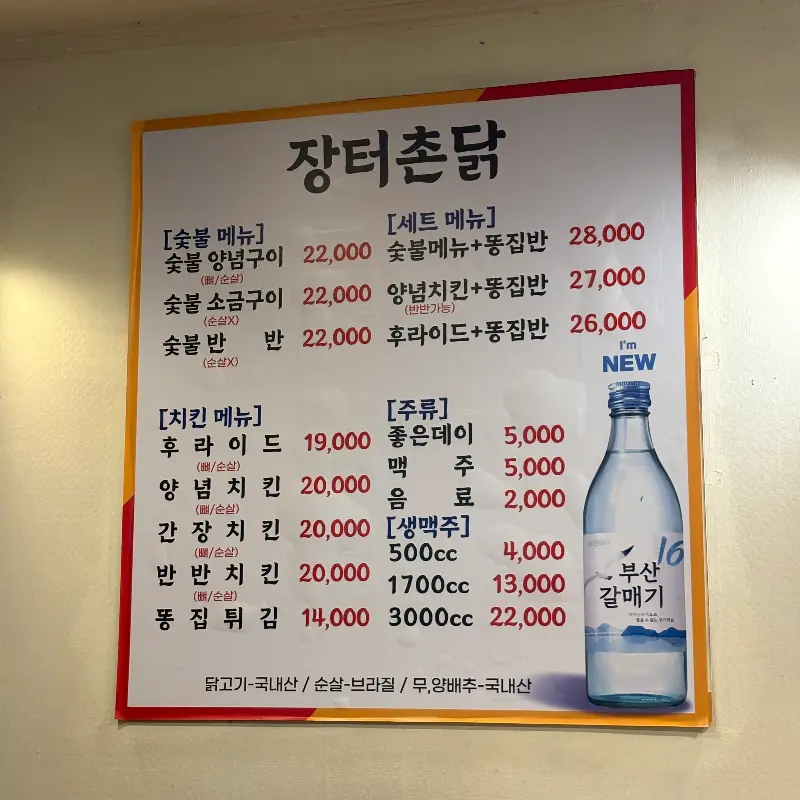 장터촌닭
[숯불 메뉴]
숯불 양념구이 22,000
(뼈/순살)
숯불 소금구이 22,000
(순살X)
숯불 반 반 22,000
(순살X)
[세트 메뉴]
숯불메뉴+똥집반 28,000
양념치킨+똥집반 27,000
(반반가능)
후라이드+똥집반 26,000
[치킨 메뉴]
후 라 이 드 19,000
(뼈/순살)
양 념 치 킨 20,000
(뼈/순살)
간 장 치 킨 20,000
(뼈/순살)
반 반 치 킨 20,000
(뼈/순살)
똥 집 튀 김 14,000
[주류]
좋은데이 5,000
맥 주 5,000
음 료 2,000
[생맥주]
500cc 4,000
1700cc 13,000
3000cc 22,000
I'm
NEW
16
부산
갈매기
닭고기-국내산 / 순살-브라질 / 무,양배추-국내산